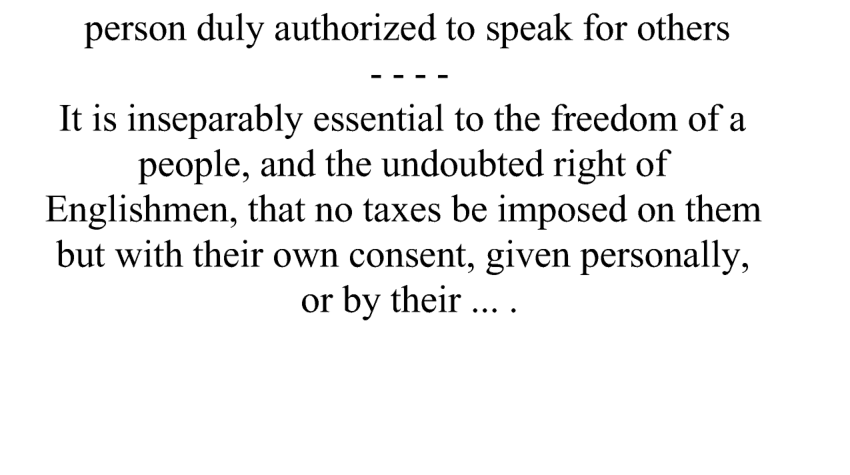 person duly authorized to speak for others
- - - -
It is inseparably essential to the freedom of a
people, and the undoubted right of
Englishmen, that no taxes be imposed on them
but with their own consent, given personally,
or by their ... .